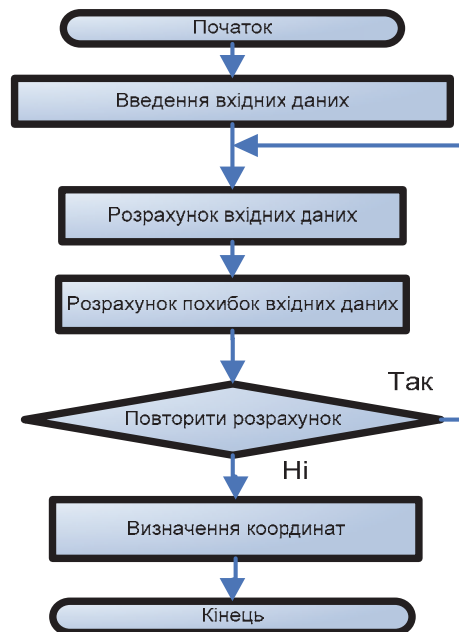 Початок
Введення вхідних даних
Розрахунок вхідних даних
Розрахунок похибок вхідних даних
Так
Повторити розрахунок
Ні
Визначення координат
Кінець